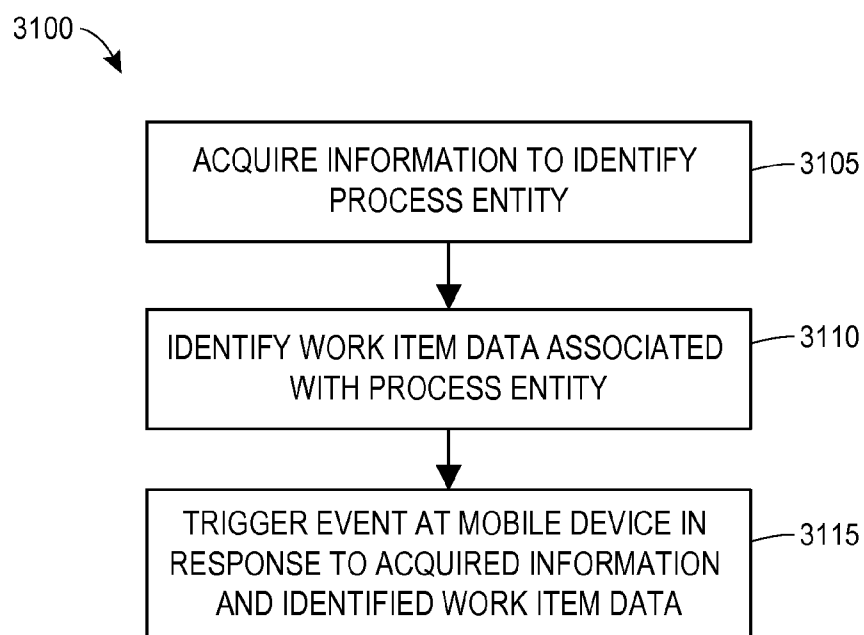 3100
ACQUIRE INFORMATION TO IDENTIFY
PROCESS ENTITY
3105
IDENTIFY WORK ITEM DATA ASSOCIATED
WITH PROCESS ENTITY
3110
TRIGGER EVENT AT MOBILE DEVICE IN
RESPONSE TO ACQUIRED INFORMATION
AND IDENTIFIED WORK ITEM DATA
3115